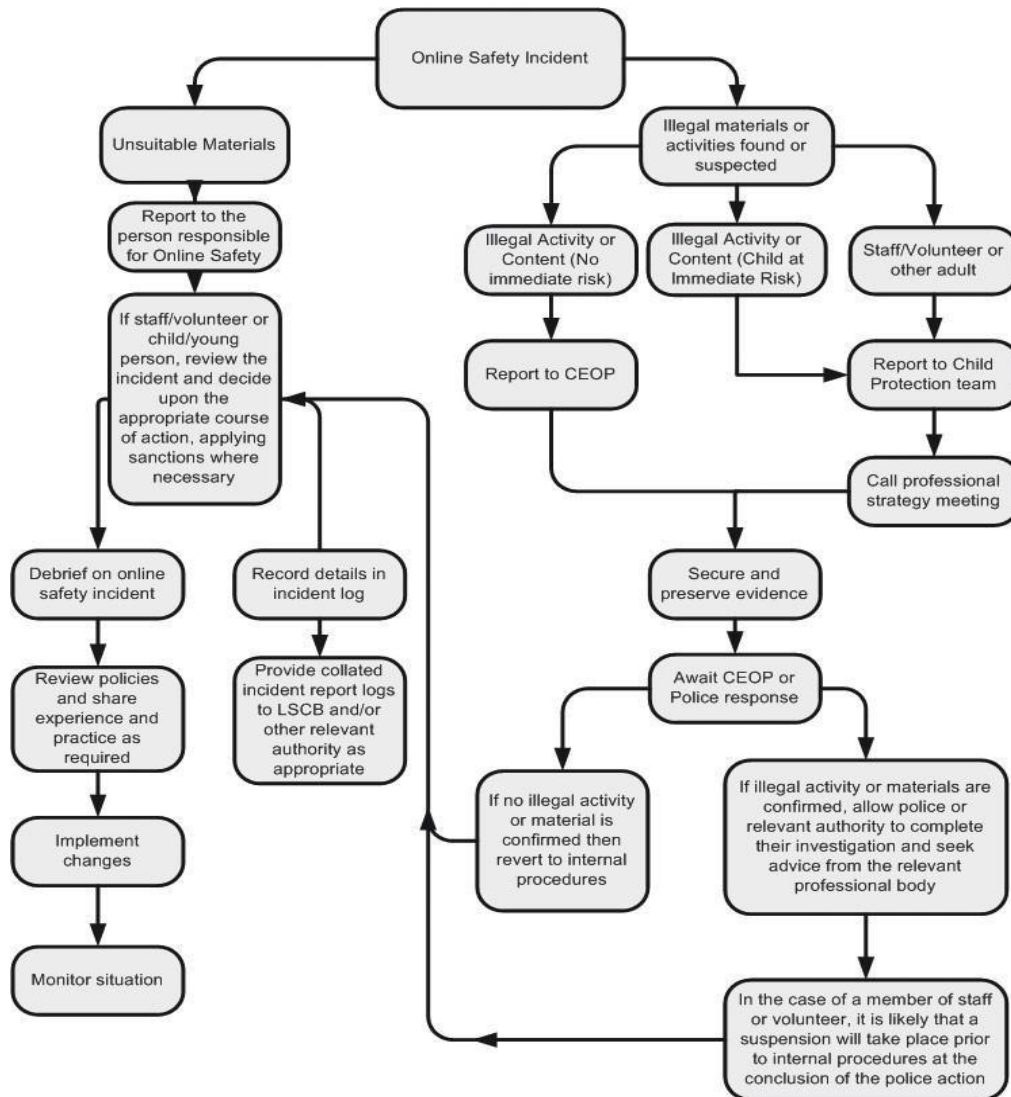 Online Safety Incident
Unsuitable Materials
Illegal materials or
activities found or
suspected
Report to the
person responsible
for Online Safety
Illegal Activity or
Content (No
immediate risk)
Illegal Activity or
Content (Child at
Immediate Risk)
Staff/Volunteer or
other adult
If staff/volunteer or
child/young
person, review the
incident and decide
upon the
appropriate course
of action, applying
sanctions where
necessary
Report to CEOP
Report to Child
Protection team
Call professional
strategy meeting
Debrief on online
safety incident
Record details in
incident log
Secure and
preserve evidence
Review policies
and share
experience and
practice as
required
Provide collated
incident report logs
to LSCB and/or
other relevant
authority as
appropriate
Await CEOP or
Police response
If no illegal activity
or material is
confirmed then
revert to internal
procedures
If illegal activity or materials are
confirmed, allow police or
relevant authority to complete
their investigation and seek
advice from the relevant
professional body
Implement
changes
Monitor situation
In the case of a member of staff
or volunteer, it is likely that a
suspension will take place prior
to internal procedures at the
conclusion of the police action